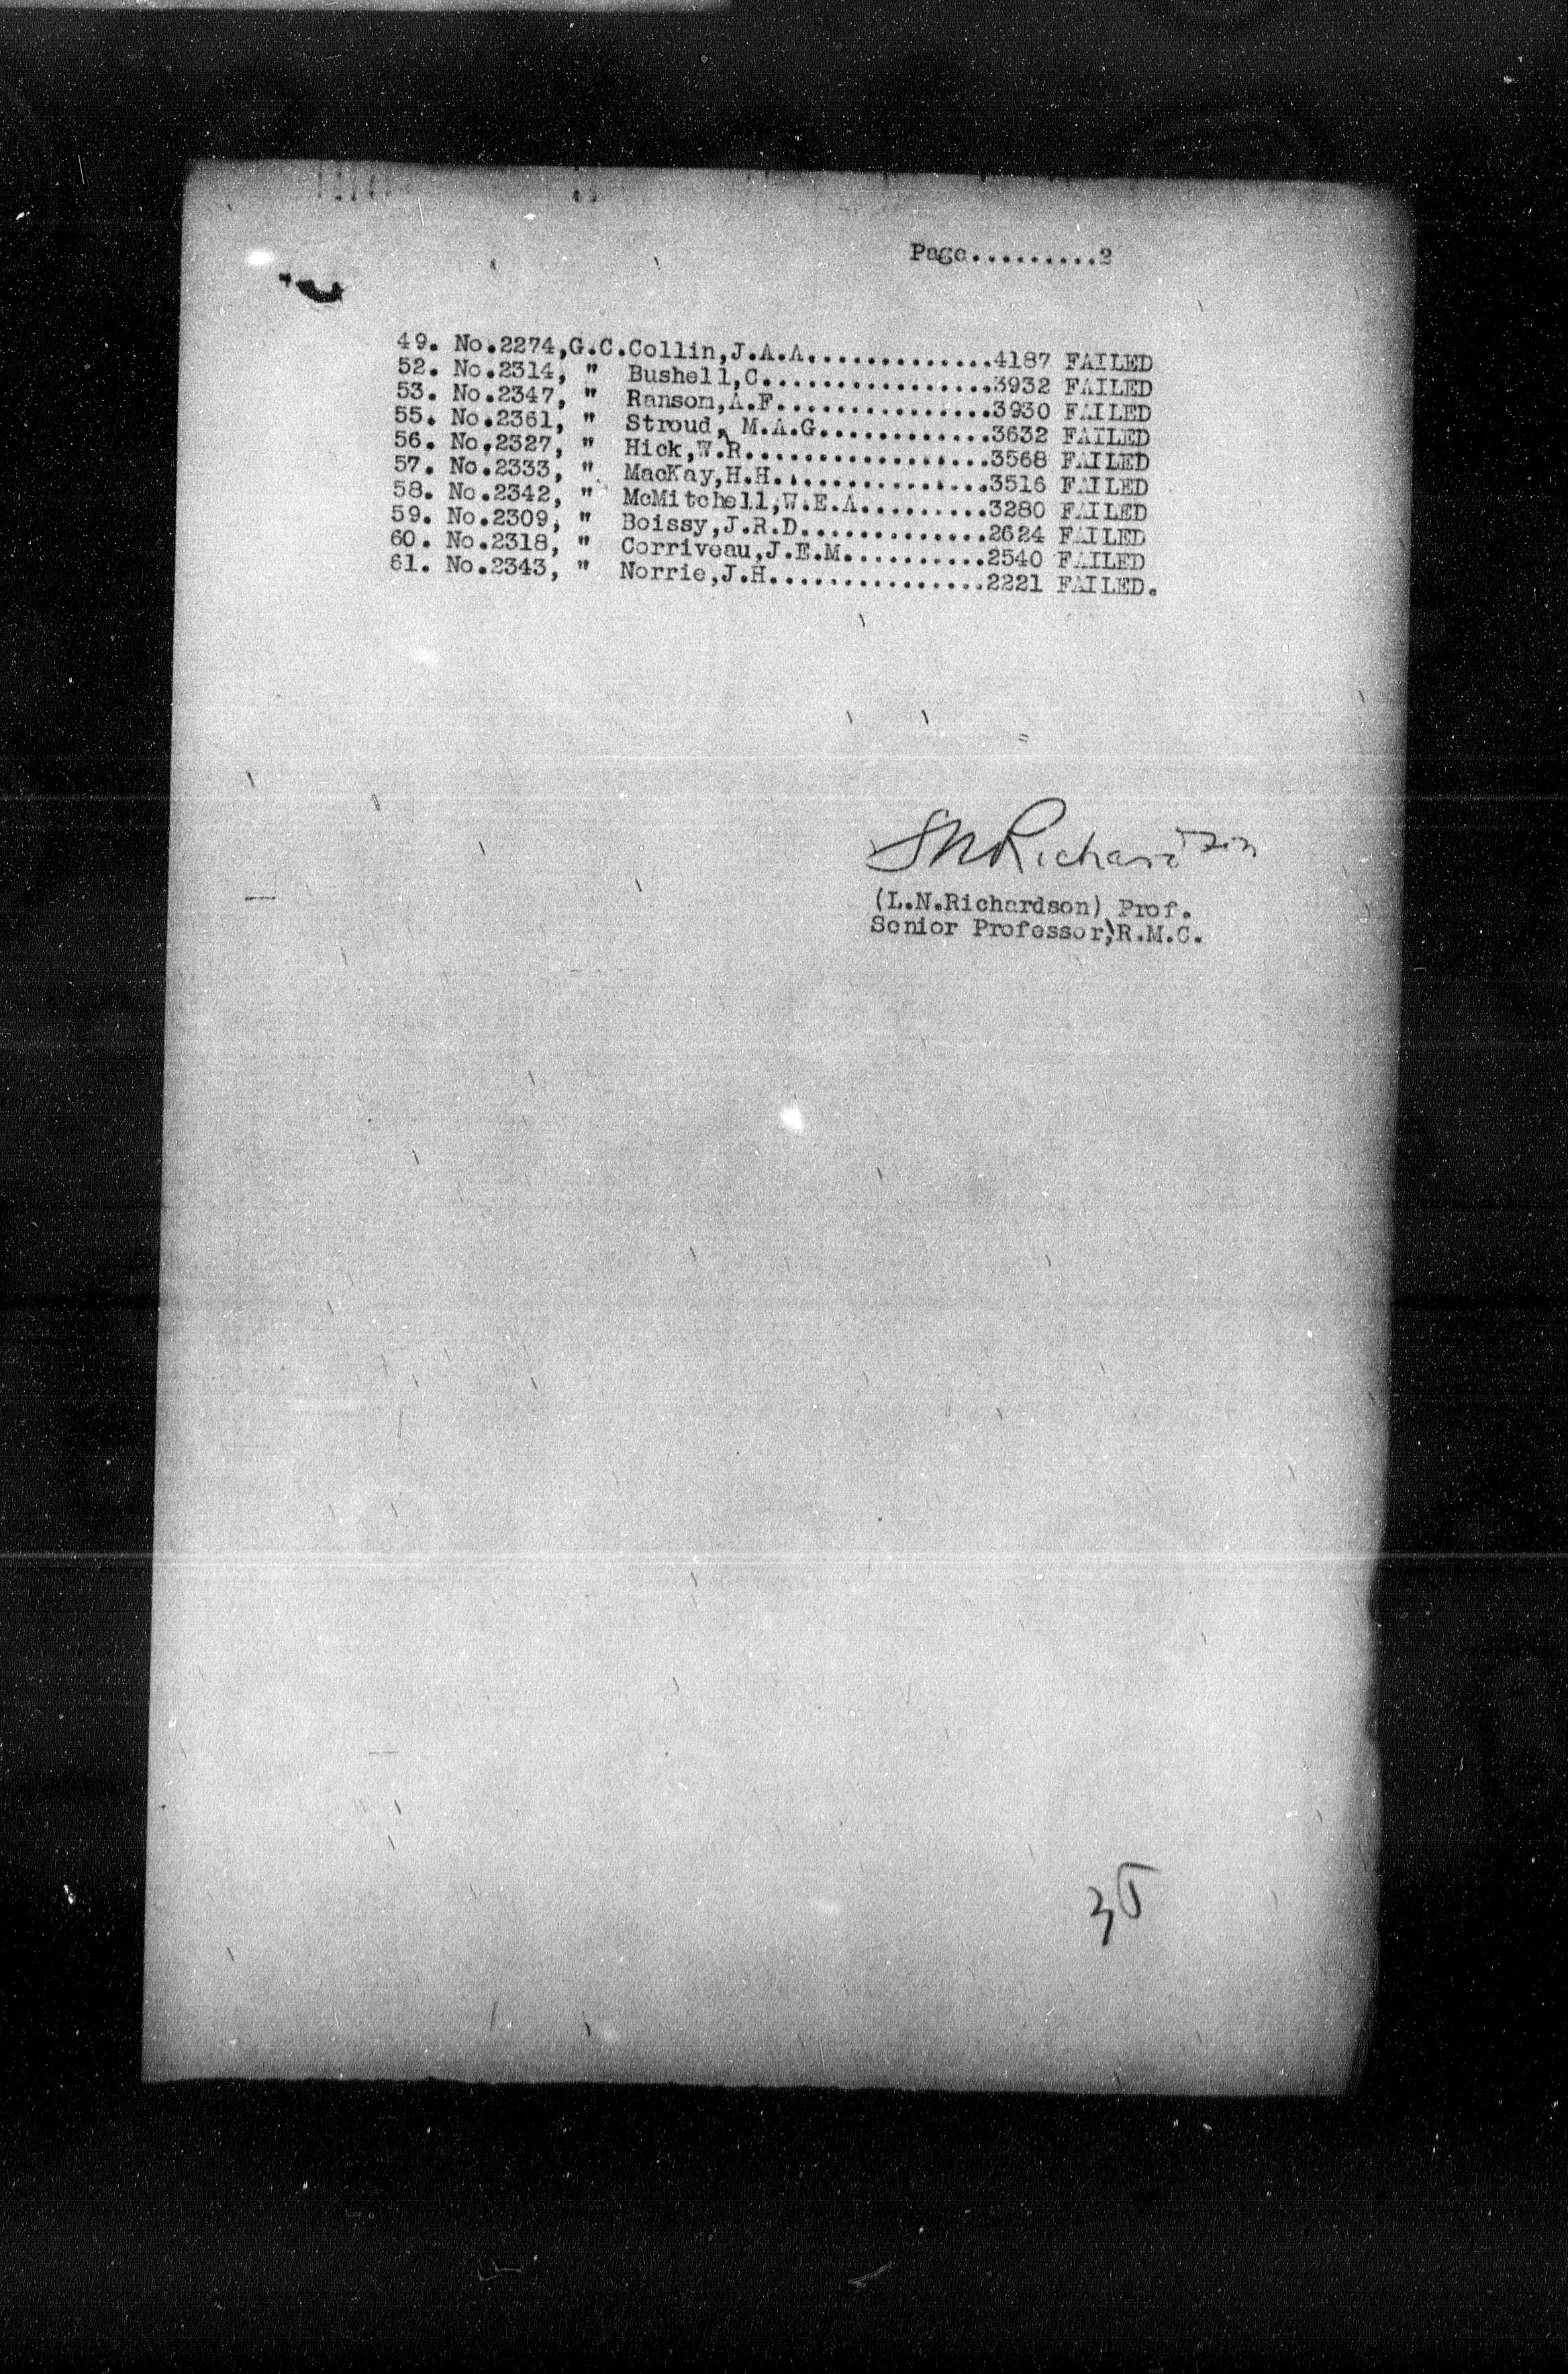 Page..........2
49. No.2274,G.C.Collin,J.A.A.............4187 FAILED
52. No.2314, " Bushell,C................3932 FAILED
53. No.2347, " Ransom,A.F...............3930 FAILED
55. No.2361, " Stroud, M.A.G............3632 FAILED
56. No.2327, " Hick,W.R.................3568 FAILED
57. No.2333, " MacKay,H.H...............3516 FAILED
58. No.2342, " McMitchell,W.E.A.........3280 FAILED
59. No.2309, " Boissy,J.R.D.............2624 FAILED
60. No.2318, " Corriveau,J.E.M..........2540 FAILED
61. No.2343, " Norrie,J.H...............2221 FAILED.
LNRichardson
(L.N.Richardson) Prof.
Senior Professor, R.M.C.
35